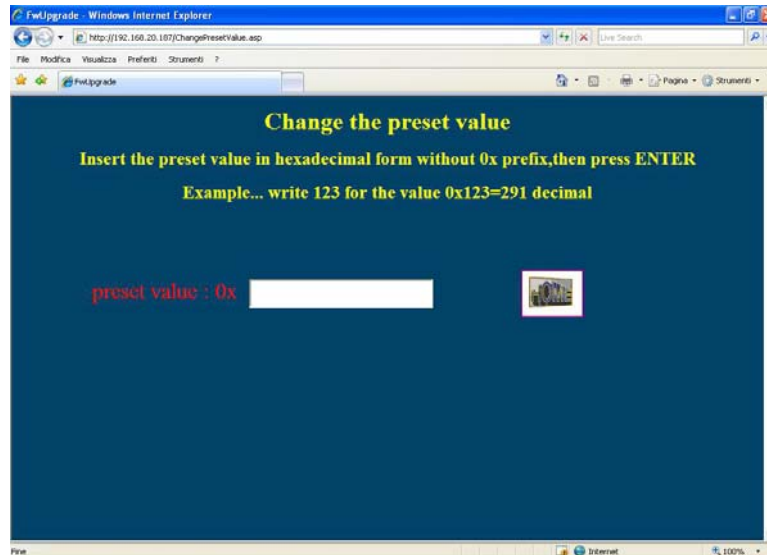 FwUpgrade - Windows Internet Explorer
http://192.168.20.187/ChangePresetValue.asp
Live Search
File Modifica Visualizza Preferiti Strumenti ?
FwUpgrade
Pagina Strumenti
Change the preset value
Insert the preset value in hexadecimal form without 0x prefix,then press ENTER
Example... write 123 for the value 0x123=291 decimal
preset value : 0x
Fine
Internet
100%